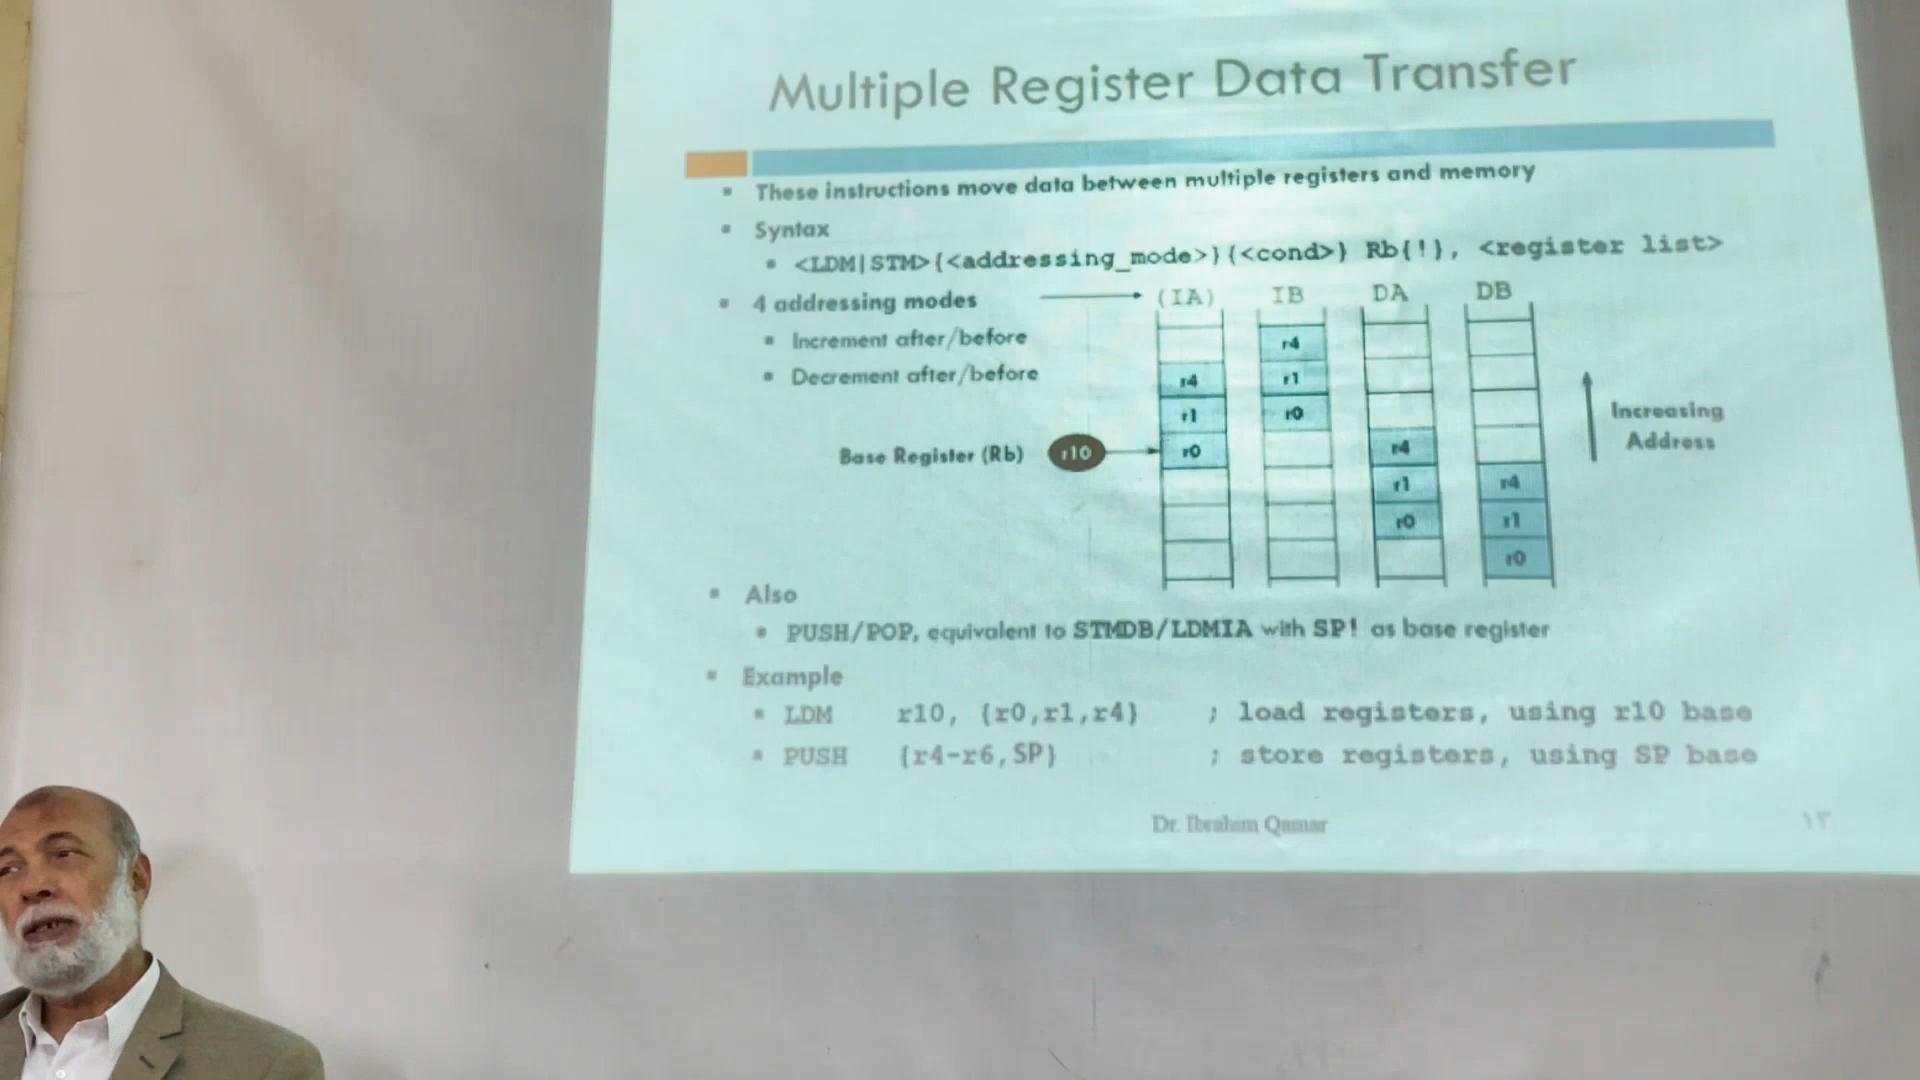 Multiple Register Data Transfer
▪ These instructions move data between multiple registers and memory
▪ Syntax
▪ <LDM|STM>{<addressing_mode>}{<cond>} Rb{!}, <register list>
▪ 4 addressing modes
(IA) IB DA DB
▪ Increment after/before
▪ Decrement after/before
r4
r1
r0
r4
r1
r0
r4
r1
r0
r4
r1
r0
Increasing
Address
Base Register (Rb) r10
▪ Also
▪ PUSH/POP, equivalent to STMDB/LDMIA with SP! as base register
▪ Example
▪ LDM r10, {r0,r1,r4} ; load registers, using r10 base
▪ PUSH {r4-r6,SP} ; store registers, using SP base
Dr. Ibrahim Qamar
١٣